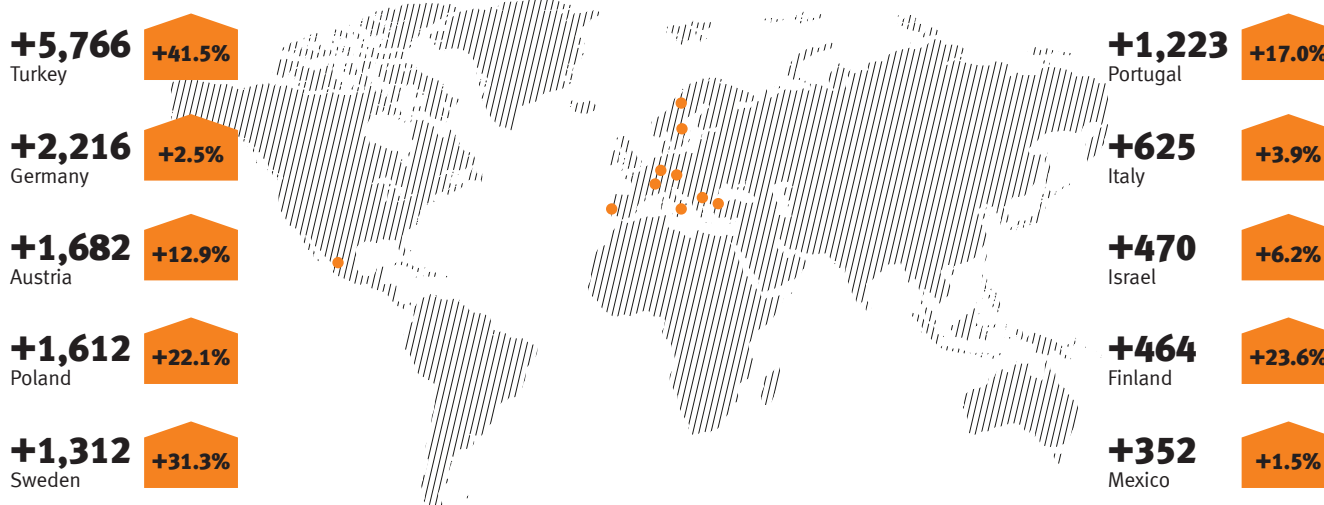 +5,766
Turkey
+41.5%
+2,216
Germany
+2.5%
+1,682
Austria
+12.9%
+1,612
Poland
+22.1%
+1,312
Sweden
+31.3%
+1,223
Portugal
+17.0%
+625
Italy
+3.9%
+470
Israel
+6.2%
+464
Finland
+23.6%
+352
Mexico
+1.5%